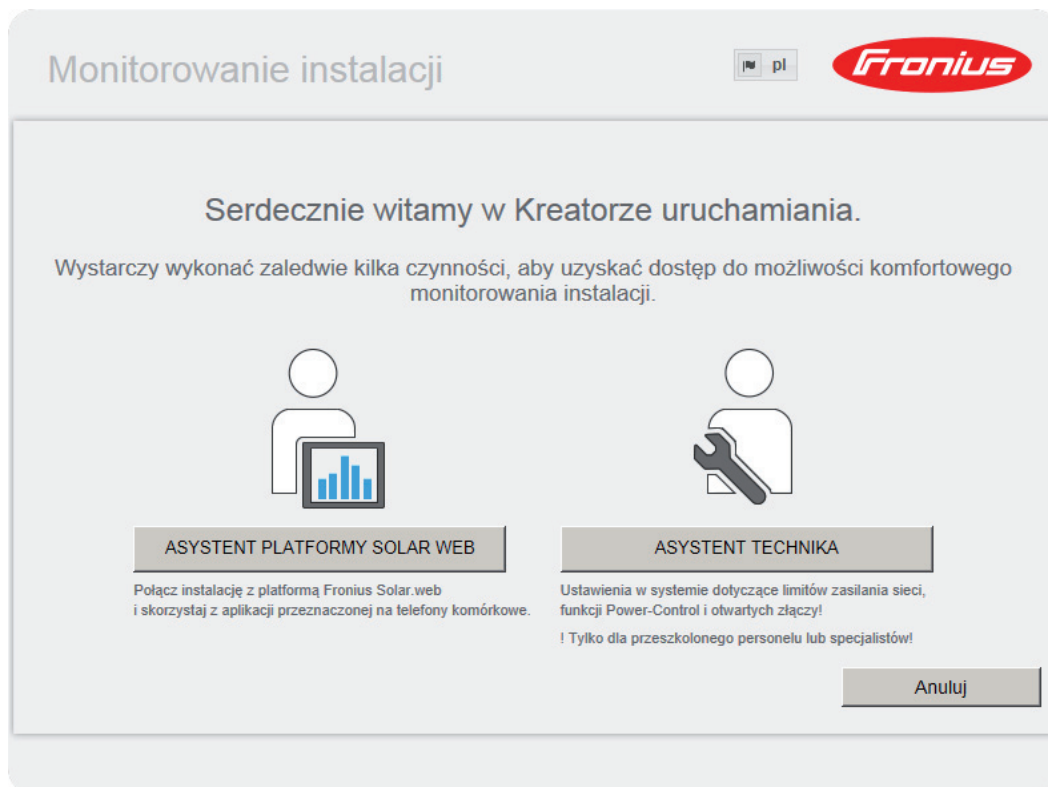 Monitorowanie instalacji
pl
Fronius
Serdecznie witamy w Kreatorze uruchamiania.
Wystarczy wykonać zaledwie kilka czynności, aby uzyskać dostęp do możliwości komfortowego
monitorowania instalacji.
ASYSTENT PLATFORMY SOLAR WEB
Połącz instalację z platformą Fronius Solar.web
i skorzystaj z aplikacji przeznaczonej na telefony komórkowe.
ASYSTENT TECHNIKA
Ustawienia w systemie dotyczące limitów zasilania sieci,
funkcji Power-Control i otwartych złączy!
! Tylko dla przeszkolonego personelu lub specjalistów!
Anuluj